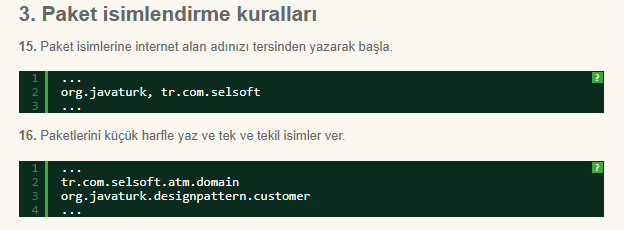 3. Paket isimlendirme kuralları
15. Paket isimlerine internet alan adınızı tersinden yazarak başla.
?
1 ...
2 org.javaturk, tr.com.selsoft
3 ...
16. Paketlerini küçük harfle yaz ve tek ve tekil isimler ver.
?
1 ...
2 tr.com.selsoft.atm.domain
3 org.javaturk.designpattern.customer
4 ...